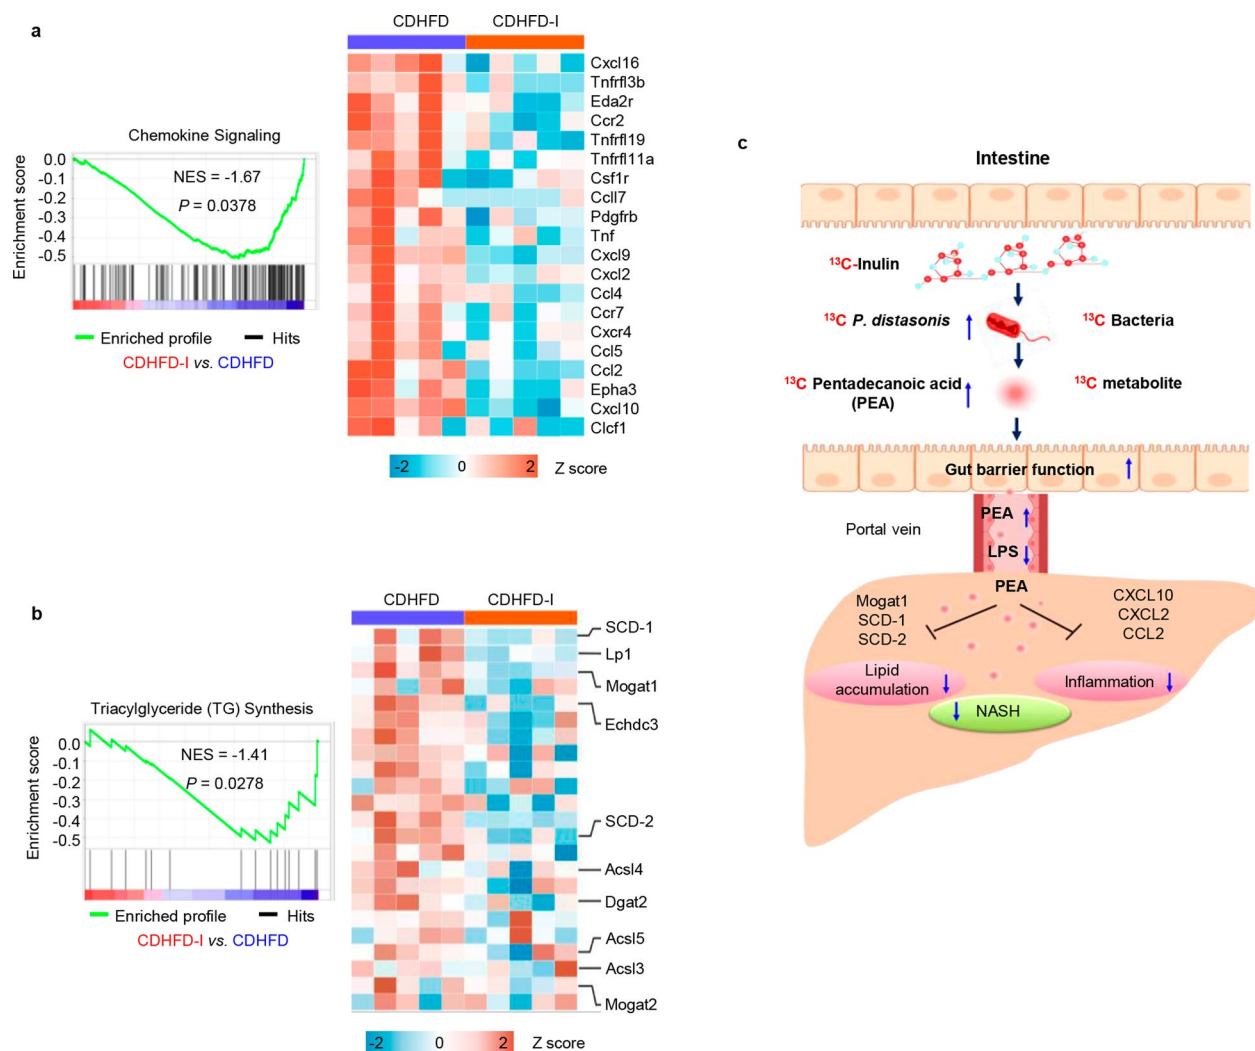 a
CDHFD CDHFD-I
Chemokine Signaling
NES = -1.67
P = 0.0378
Enrichment score
0.0
-0.1
-0.2
-0.3
-0.4
-0.5
Enriched profile Hits
CDHFD-I vs. CDHFD
Cxcl16
Tnfrfl3b
Eda2r
Ccr2
Tnfrfl19
Tnfrfl11a
Csf1r
Ccll7
Pdgfrb
Tnf
Cxcl9
Cxcl2
Ccl4
Ccr7
Cxcr4
Ccl5
Ccl2
Epha3
Cxcl10
Clcf1
-2 0 2 Z score
b
CDHFD CDHFD-I
Triacylglyceride (TG) Synthesis
NES = -1.41
P = 0.0278
Enrichment score
0.0
-0.1
-0.2
-0.3
-0.4
-0.5
Enriched profile Hits
CDHFD-I vs. CDHFD
SCD-1
Lp1
Mogat1
Echdc3
SCD-2
Acsl4
Dgat2
Acsl5
Acsl3
Mogat2
-2 0 2 Z score
c
Intestine
¹³C-Inulin
¹³C P. distasonis ¹³C Bacteria
¹³C Pentadecanoic acid ¹³C metabolite
(PEA)
Gut barrier function
Portal vein
PEA
LPS
PEA
Mogat1
SCD-1
SCD-2
CXCL10
CXCL2
CCL2
Lipid
accumulation
Inflammation
NASH